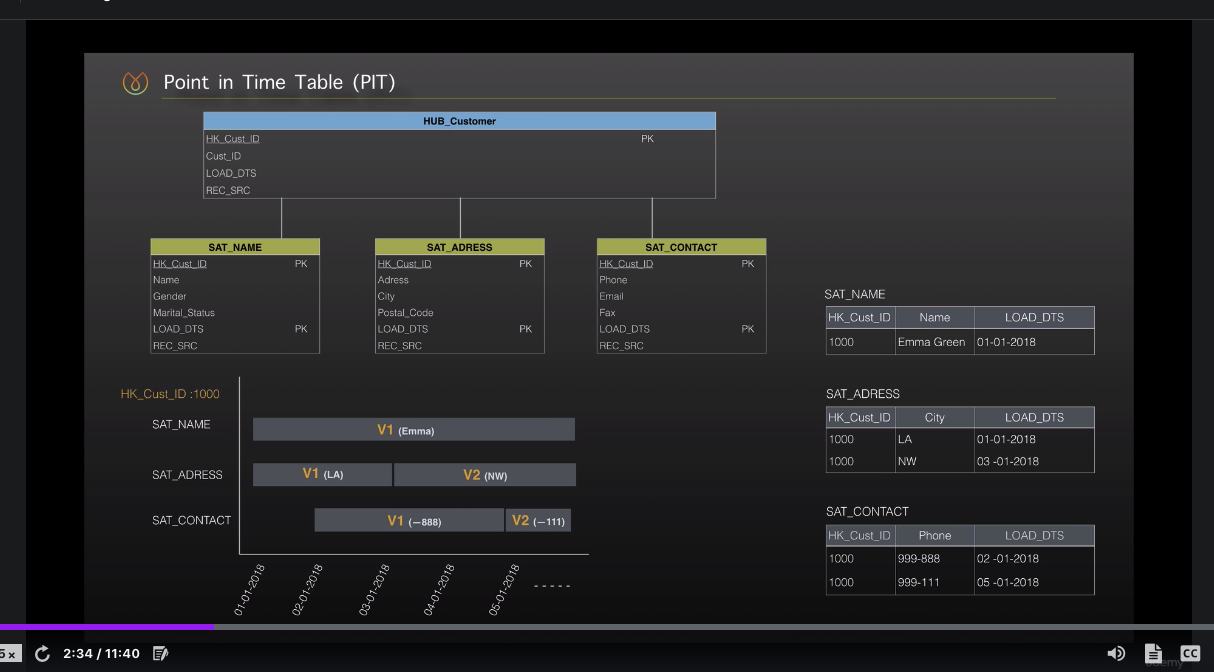 Point in Time Table (PIT)
HUB_Customer
HK_Cust_ID PK
Cust_ID
LOAD_DTS
REC_SRC
SAT_NAME
HK_Cust_ID PK
Name
Gender
Marital_Status
LOAD_DTS PK
REC_SRC
SAT_ADRESS
HK_Cust_ID PK
Adress
City
Postal_Code
LOAD_DTS PK
REC_SRC
SAT_CONTACT
HK_Cust_ID PK
Phone
Email
Fax
LOAD_DTS PK
REC_SRC
SAT_NAME
HK_Cust_ID Name LOAD_DTS
1000 Emma Green 01-01-2018
SAT_ADRESS
HK_Cust_ID City LOAD_DTS
1000 LA 01-01-2018
1000 NW 03 -01-2018
SAT_CONTACT
HK_Cust_ID Phone LOAD_DTS
1000 999-888 02 -01-2018
1000 999-111 05 -01-2018
HK_Cust_ID :1000
SAT_NAME V1 (Emma)
SAT_ADRESS V1 (LA) V2 (NW)
SAT_CONTACT V1 (—888) V2 (—111)
01-01-2018 02-01-2018 03-01-2018 04-01-2018 05-01-2018 -----
2:34 / 11:40
CC
udemy